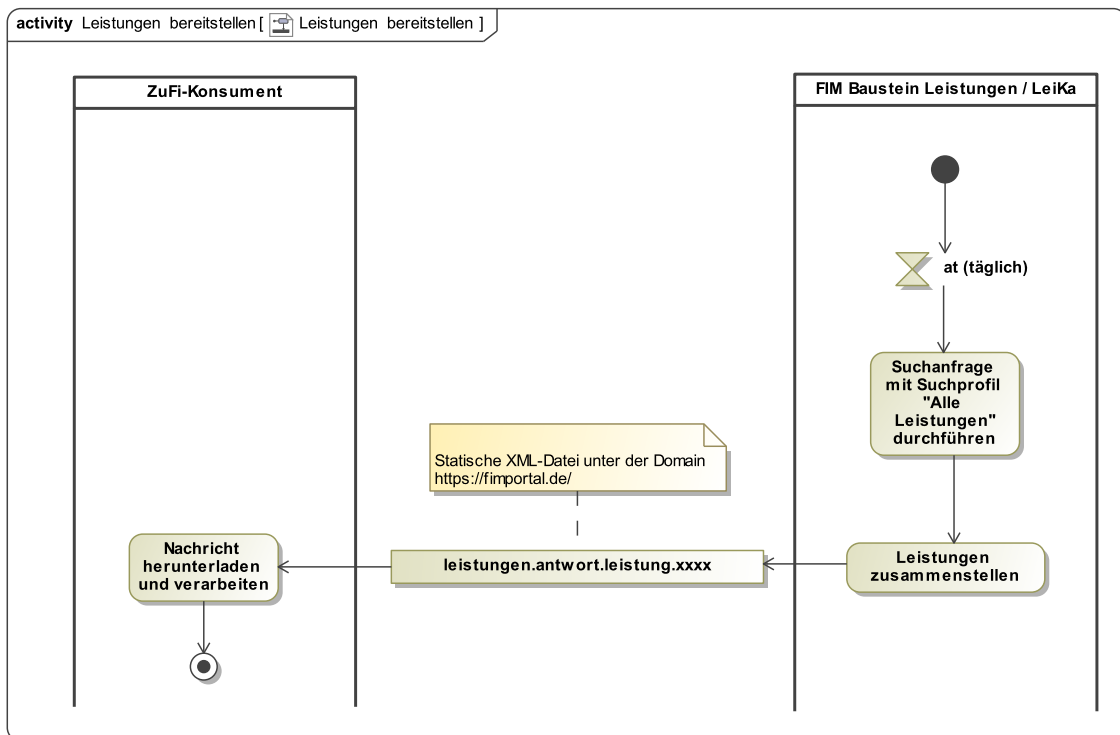 activity Leistungen bereitstellen [ Leistungen bereitstellen ]
ZuFi-Konsument
FIM Baustein Leistungen / LeiKa
at (täglich)
Suchanfrage
mit Suchprofil
"Alle
Leistungen"
durchführen
Statische XML-Datei unter der Domain
https://fimportal.de/
Nachricht
herunterladen
und verarbeiten
leistungen.antwort.leistung.xxxx
Leistungen
zusammenstellen